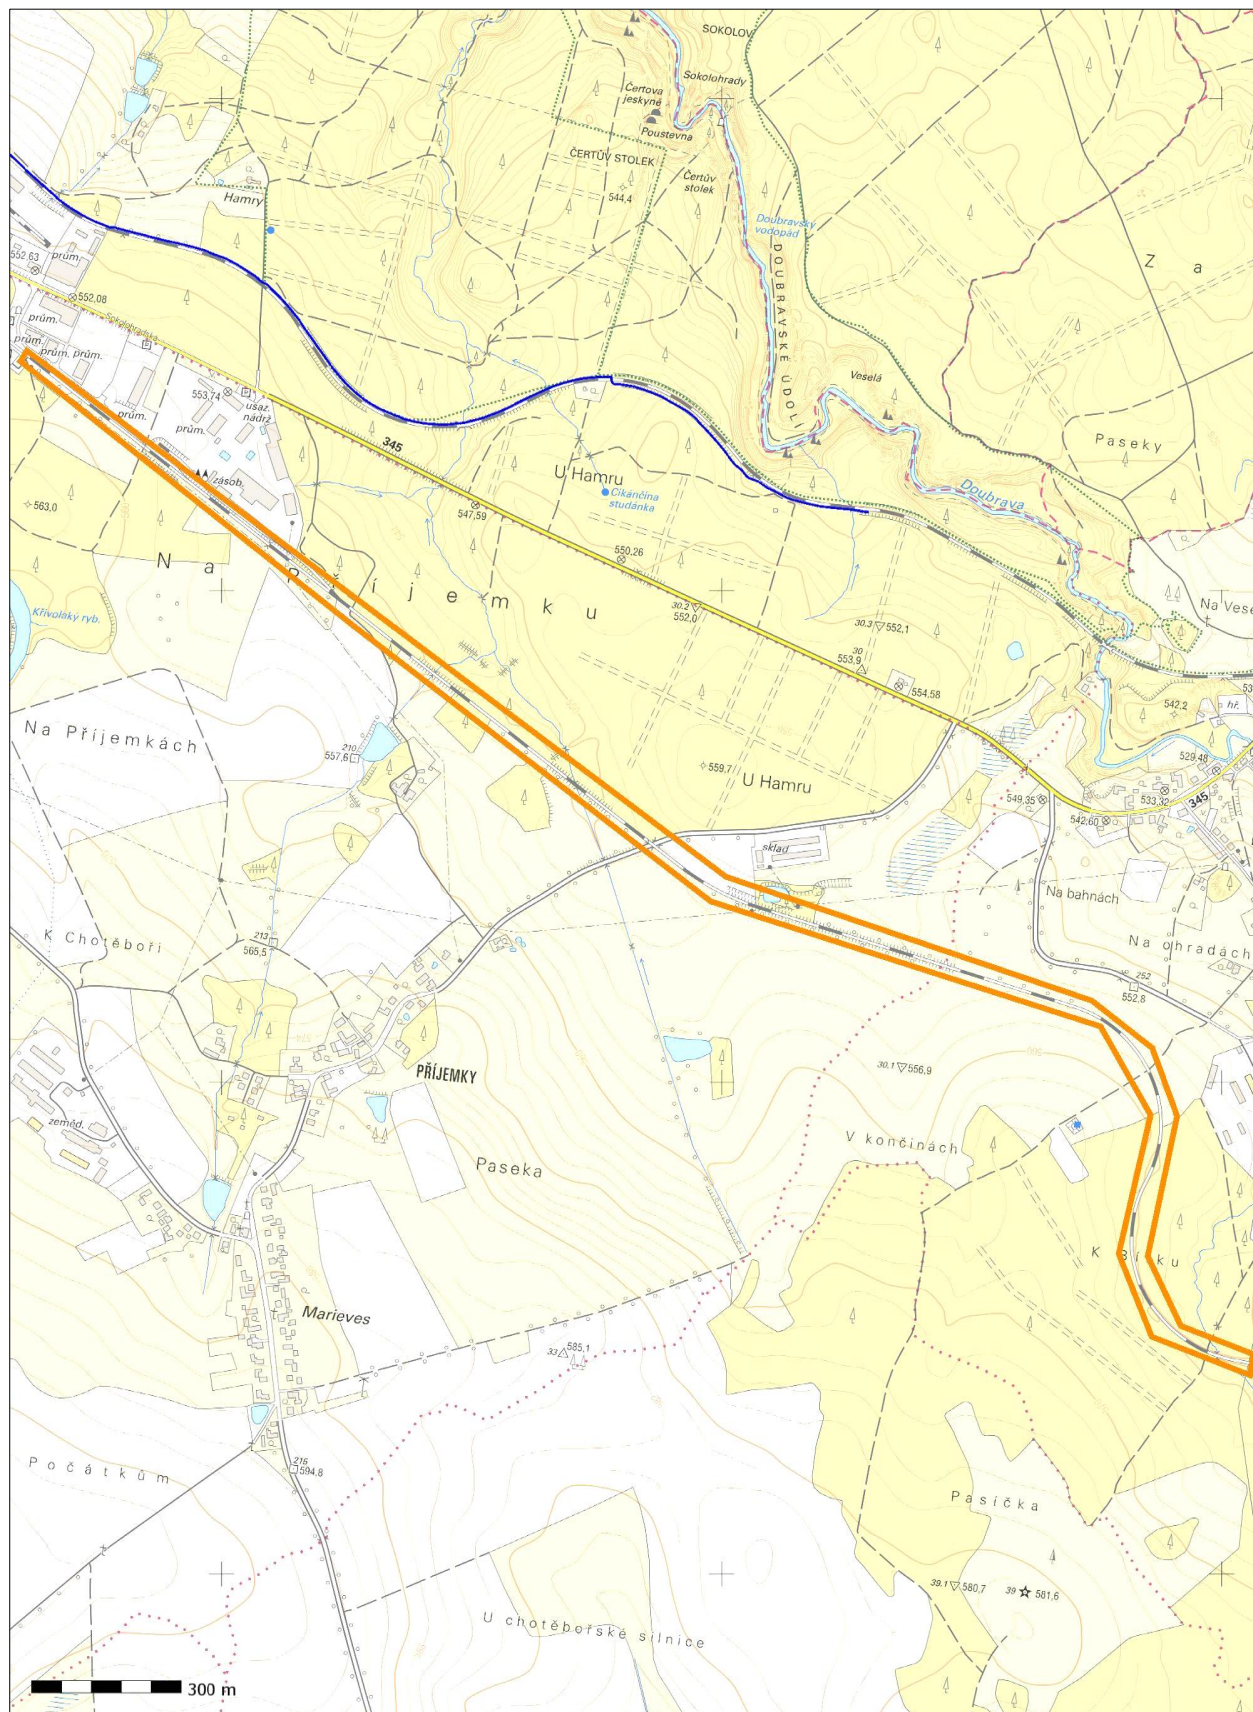 SOKOLOV
Sokolohrady
Čertova
jeskyně
Poustevna
ČERTŮV STOLEK
544,4
Čertův
stolek
Hamry
Doubravský
vodopád
DOUBRAVSKÉ ÚDOLÍ
Z a
552,63
prům.
552,08
Sokolohradská
prům.
prům.
prům.
prům.
prům.
553,74
usaz.
nádrž
prům.
zásob.
345
Veselá
Paseky
U Hamru
Cikánčina
studánka
547,59
Doubrava
563,0
550,26
Na Příjemku
30.2
552,0
30.3
552,1
Křivolaký ryb.
Na Vese
30
553,9
554,58
542,2
hř.
53
Na Příjemkách
210
557,6
559,7
U Hamru
529,48
549,35
533,32
345
542,60
sklad
Na bahnách
K Chotěboři
213
565,5
Na ohradách
252
552,8
PŘÍJEMKY
30.1
556,9
zeměd.
V končinách
Paseka
K Bílku
Marieves
33
585,1
216
594,8
Počátkům
Pasička
39.1
580,7
39
581,6
U chotěbořské silnice
300 m